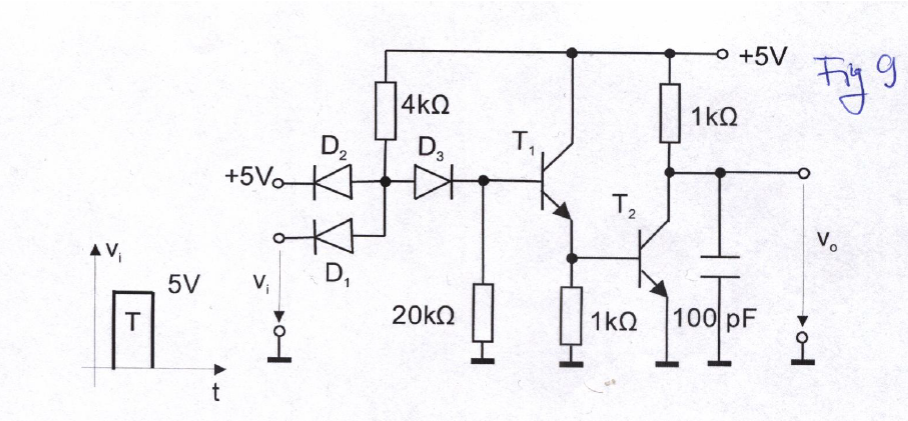 +5V
Fig 9
4kΩ
1kΩ
D₂
D₃
T₁
+5V
T₂
D₁
vᵢ
5V
vᵢ
vₒ
T
20kΩ
1kΩ
100 pF
t